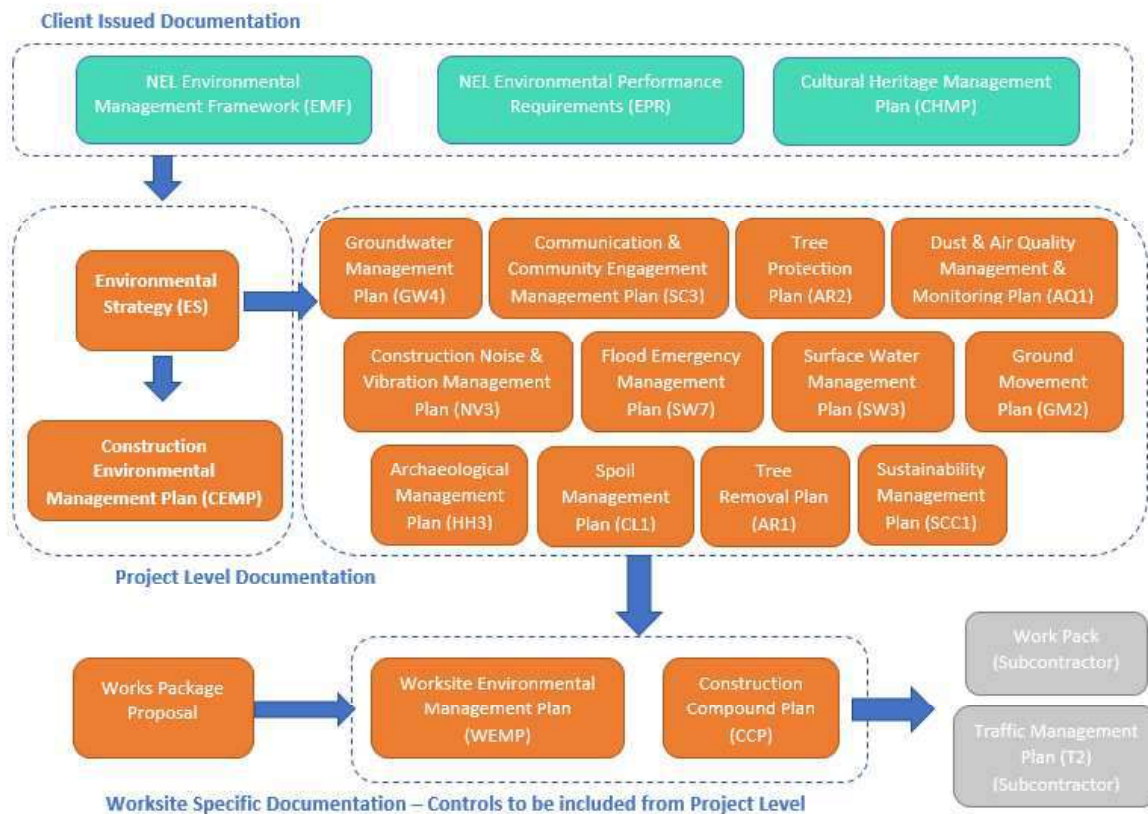 Client Issued Documentation
NEL Environmental
Management Framework (EMF)
NEL Environmental Performance
Requirements (EPR)
Cultural Heritage Management
Plan (CHMP)
Environmental
Strategy (ES)
Construction
Environmental
Management Plan (CEMP)
Groundwater
Management
Plan (GW4)
Communication &
Community Engagement
Management Plan (SC3)
Tree
Protection
Plan (AR2)
Dust & Air Quality
Management &
Monitoring Plan (AQ1)
Construction Noise &
Vibration Management
Plan (NV3)
Flood Emergency
Management
Plan (SW7)
Surface Water
Management
Plan (SW3)
Ground
Movement
Plan (GM2)
Archaeological
Management
Plan (HH3)
Spoil
Management
Plan (CL1)
Tree
Removal Plan
(AR1)
Sustainability
Management
Plan (SCC1)
Project Level Documentation
Works Package
Proposal
Worksite Environmental
Management Plan
(WEMP)
Construction
Compound Plan
(CCP)
Work Pack
(Subcontractor)
Traffic Management
Plan (T2)
(Subcontractor)
Worksite Specific Documentation – Controls to be included from Project Level